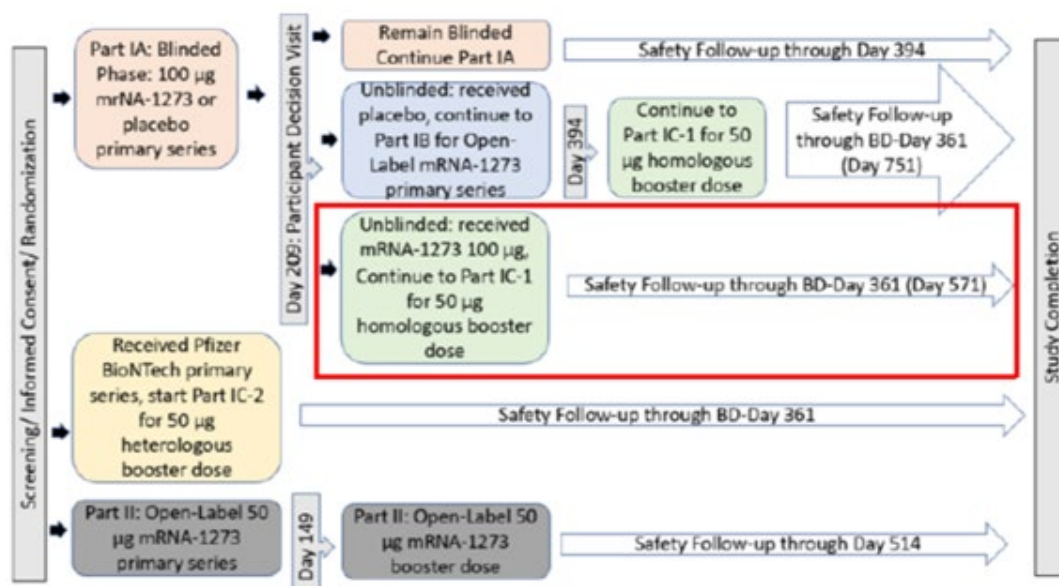 Screening/ Informed Consent/ Randomization
Part IA: Blinded
Phase: 100 µg
mrNA-1273 or
placebo
primary series
Day 209: Participant Decision Visit
Remain Blinded
Continue Part IA
Safety Follow-up through Day 394
Unblinded: received
placebo, continue to
Part IB for Open-
Label mRNA-1273
primary series
Day 394
Continue to
Part IC-1 for 50
µg homologous
booster dose
Safety Follow-up
through BD-Day 361
(Day 751)
Unblinded: received
mRNA-1273 100 µg,
Continue to Part IC-1
for 50 µg
homologous booster
dose
Safety Follow-up through BD-Day 361 (Day 571)
Received Pfizer
BioNTech primary
series, start Part IC-2
for 50 µg
heterologous
booster dose
Safety Follow-up through BD-Day 361
Part II: Open-Label 50
µg mRNA-1273
primary series
Day 149
Part II: Open-Label 50
µg mRNA-1273
booster dose
Safety Follow-up through Day 514
Study Completion